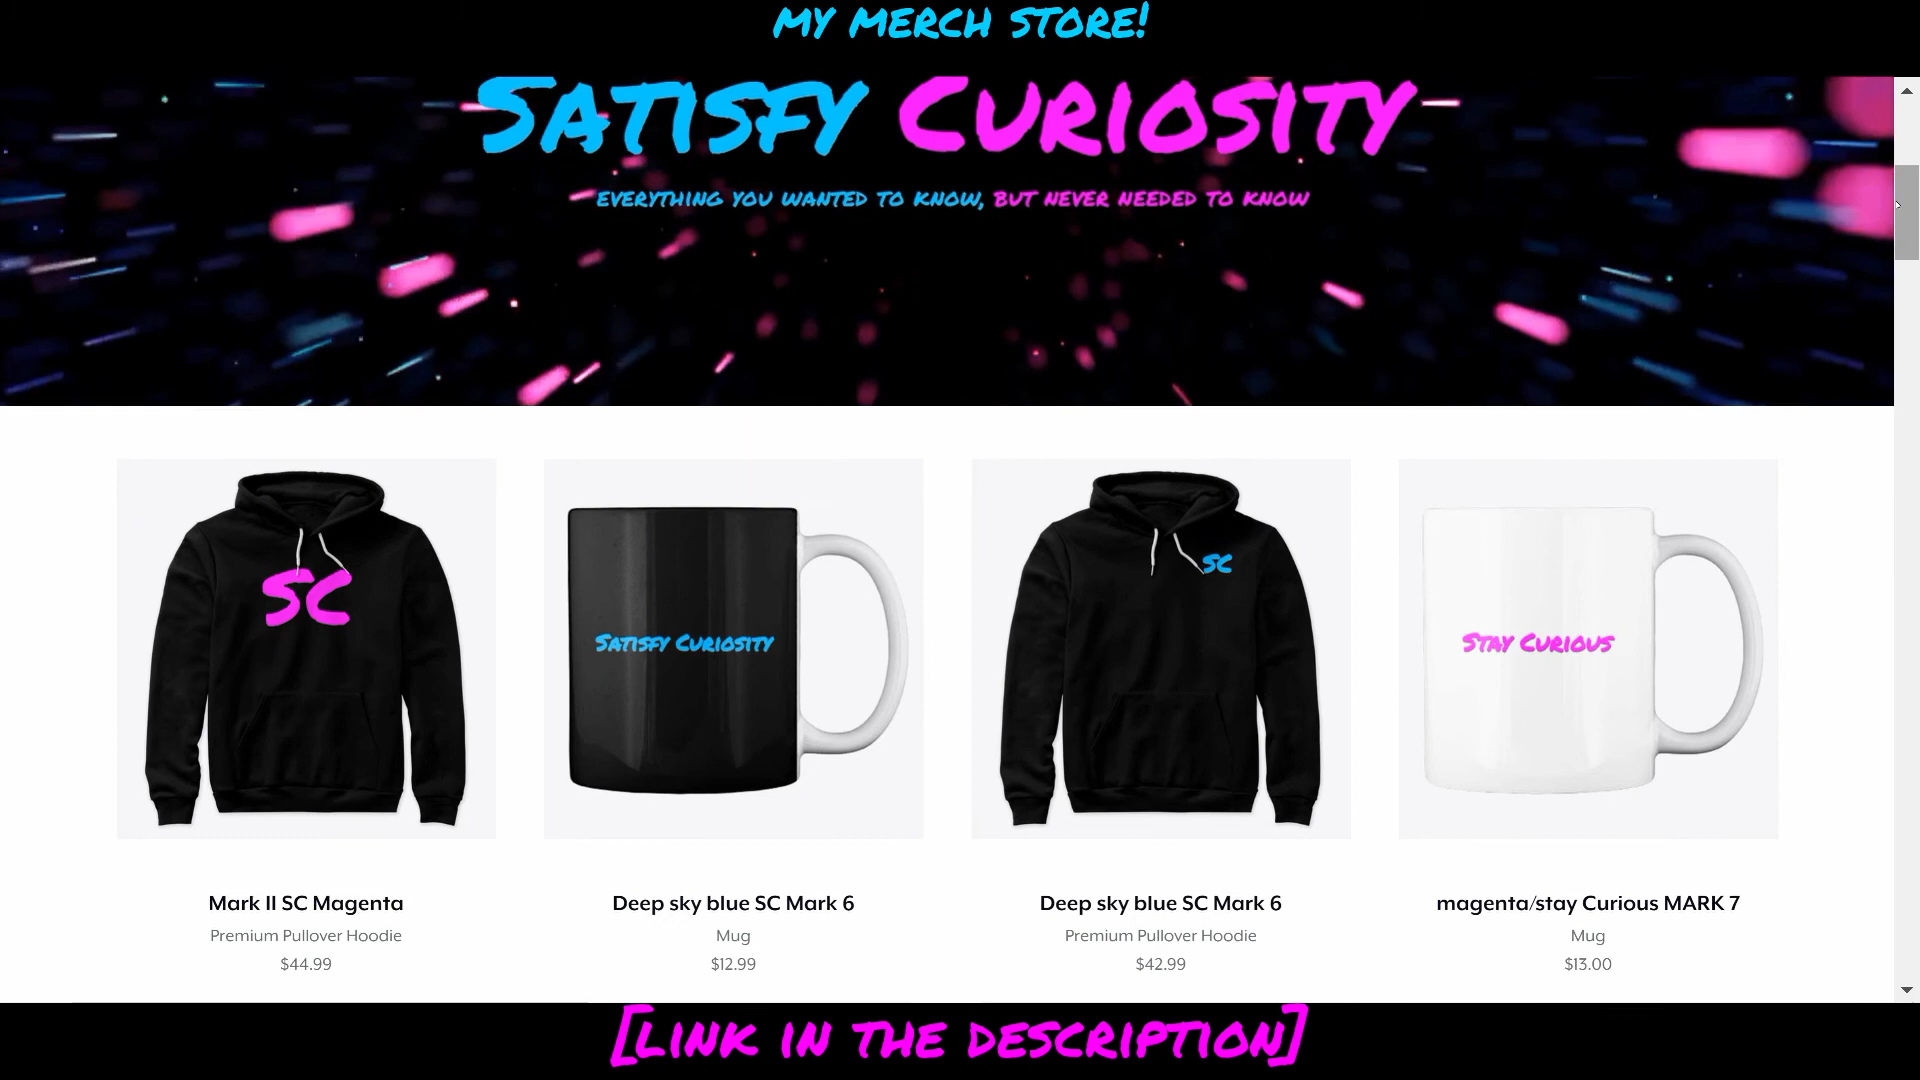 MY MERCH STORE!
SATISFY CURIOSITY
EVERYTHING YOU WANTED TO KNOW, BUT NEVER NEEDED TO KNOW
SC
SATISFY CURIOSITY
SC
STAY CURIOUS
Mark II SC Magenta
Premium Pullover Hoodie
$44.99
Deep sky blue SC Mark 6
Mug
$12.99
Deep sky blue SC Mark 6
Premium Pullover Hoodie
$42.99
magenta/stay Curious MARK 7
Mug
$13.00
[LINK IN THE DESCRIPTION]